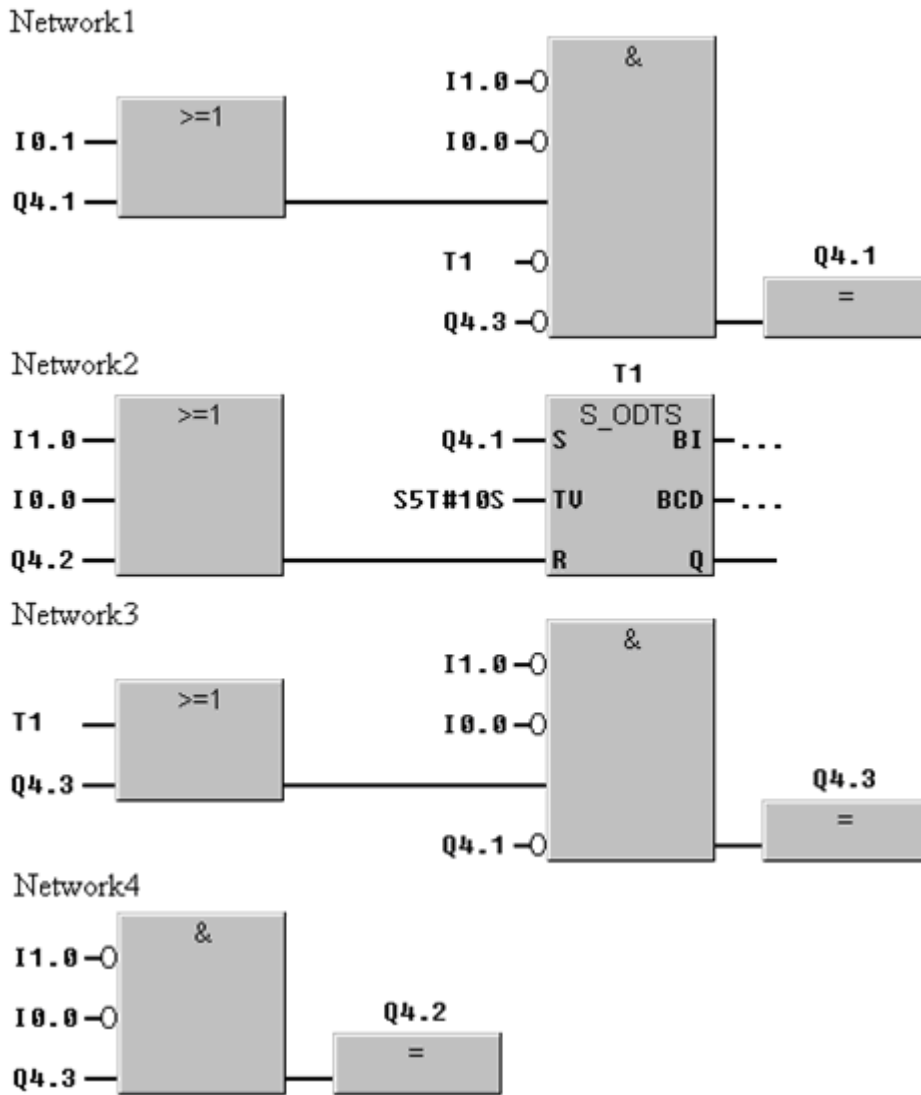 Network1
&
I1.0
>=1
I0.1
I0.0
Q4.1
T1
Q4.1
Q4.3
=
Network2
T1
>=1
S_ODTS
I1.0
Q4.1
S
BI
...
I0.0
S5T#10S
TV
BCD
...
Q4.2
R
Q
Network3
&
I1.0
>=1
T1
I0.0
Q4.3
Q4.3
Q4.1
=
Network4
&
I1.0
I0.0
Q4.2
Q4.3
=